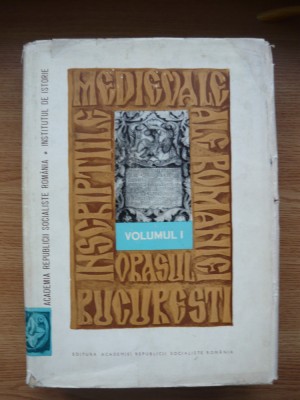 ACADEMIA REPUBLICII SOCIALISTE ROMÂNIA • INSTITUTUL DE ISTORIE
INSCRIPȚIILE
MEDIEVALE
ALE ROMÂNIEI
ORAȘUL
BUCUREȘTI
VOLUMUL I
EDITURA ACADEMIEI REPUBLICII SOCIALISTE ROMÂNIA